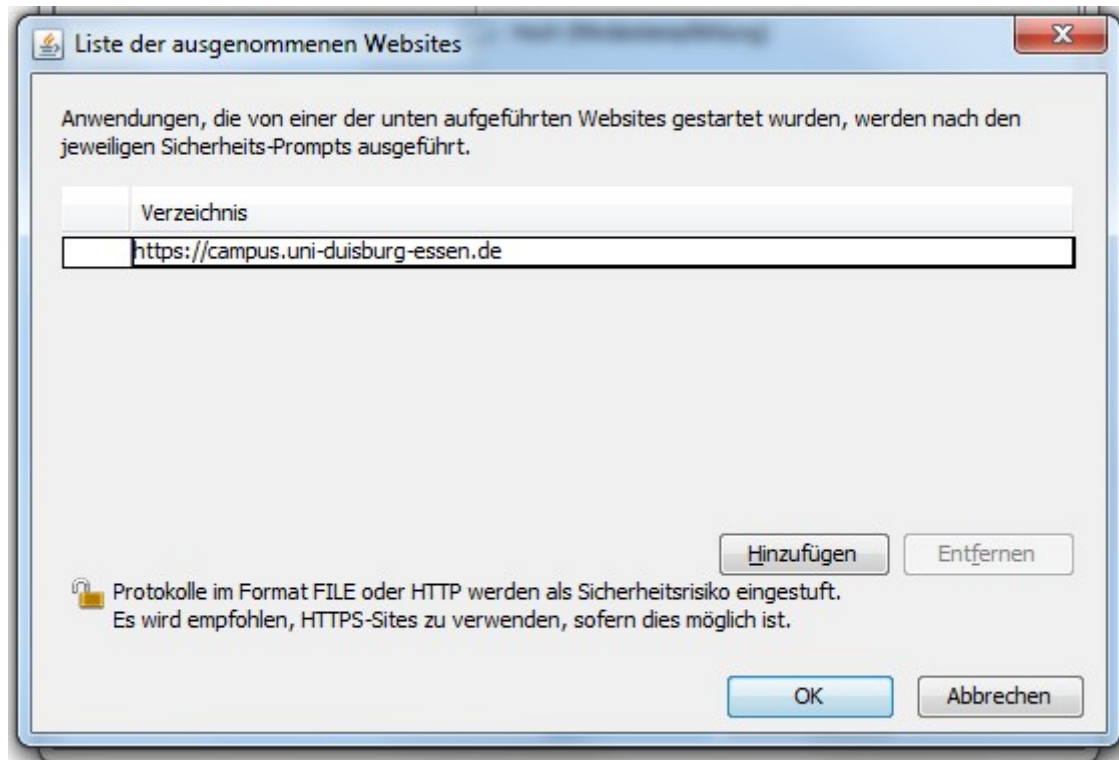 Liste der ausgenommenen Websites
Anwendungen, die von einer der unten aufgeführten Websites gestartet wurden, werden nach den
jeweiligen Sicherheits-Prompts ausgeführt.
Verzeichnis
https://campus.uni-duisburg-essen.de
Hinzufügen
Entfernen
Protokolle im Format FILE oder HTTP werden als Sicherheitsrisiko eingestuft.
Es wird empfohlen, HTTPS-Sites zu verwenden, sofern dies möglich ist.
OK
Abbrechen